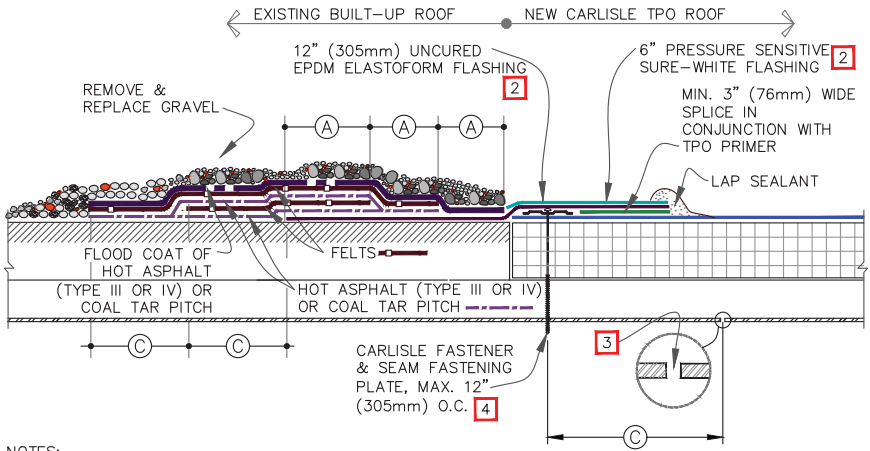 EXISTING BUILT-UP ROOF
NEW CARLISLE TPO ROOF
12" (305mm) UNCURED
EPDM ELASTOFORM FLASHING
2
6" PRESSURE SENSITIVE
SURE-WHITE FLASHING
2
REMOVE &
REPLACE GRAVEL
MIN. 3" (76mm) WIDE
SPLICE IN
CONJUNCTION WITH
TPO PRIMER
A
A
A
LAP SEALANT
FLOOD COAT OF
HOT ASPHALT
(TYPE III OR IV) OR
COAL TAR PITCH
FELTS
HOT ASPHALT (TYPE III OR IV)
OR COAL TAR PITCH
C
C
CARLISLE FASTENER
& SEAM FASTENING
PLATE, MAX. 12"
(305mm) O.C.
4
3
C
NOTES: